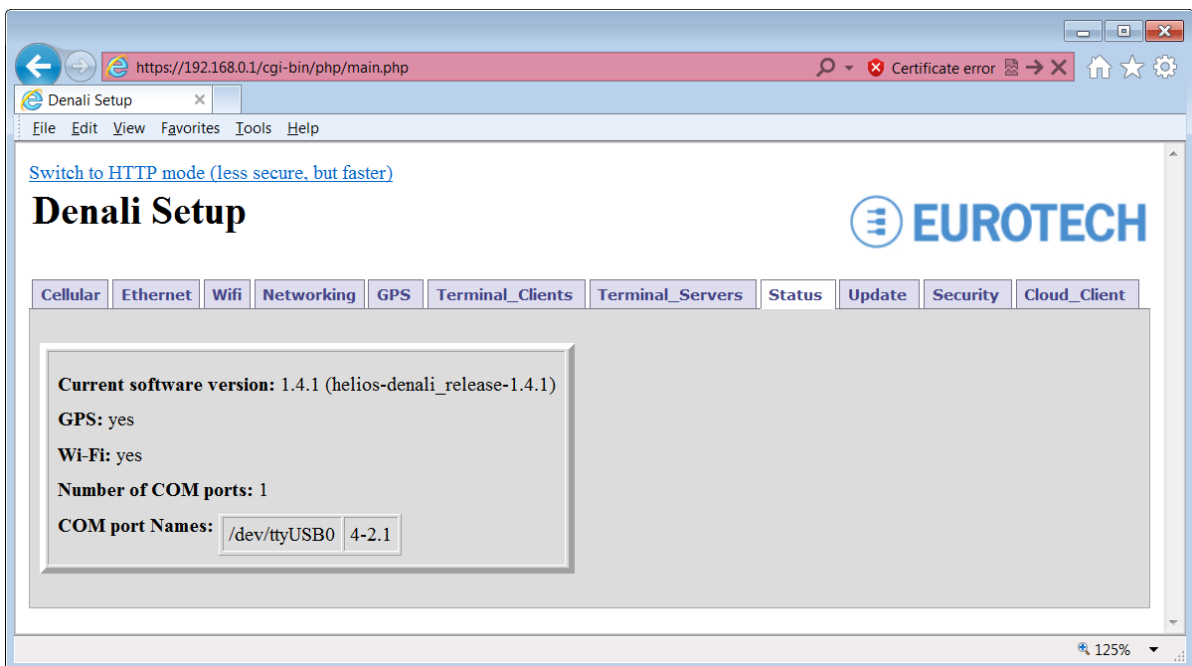 https://192.168.0.1/cgi-bin/php/main.php Certificate error
Denali Setup
File Edit View Favorites Tools Help
Switch to HTTP mode (less secure, but faster)
Denali Setup
EUROTECH
Cellular Ethernet Wifi Networking GPS Terminal_Clients Terminal_Servers Status Update Security Cloud_Client
Current software version: 1.4.1 (helios-denali_release-1.4.1)
GPS: yes
Wi-Fi: yes
Number of COM ports: 1
COM port Names: /dev/ttyUSB0 4-2.1
125%